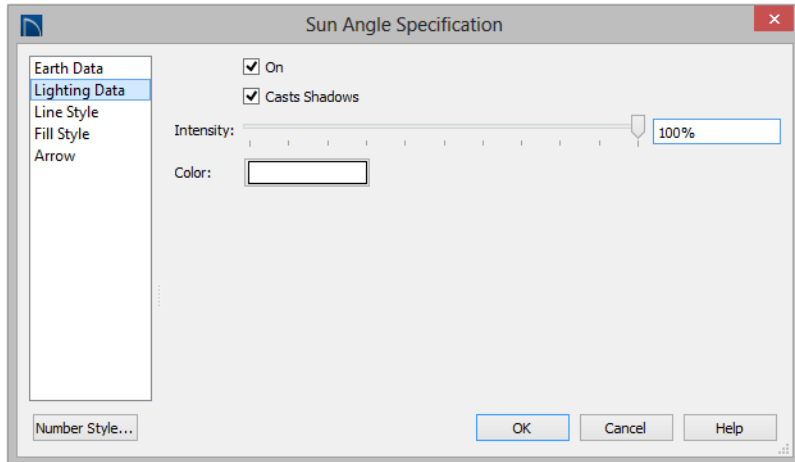 Sun Angle Specification
Earth Data
Lighting Data
Line Style
Fill Style
Arrow
On
Casts Shadows
Intensity:
100%
Color:
Number Style...
OK
Cancel
Help